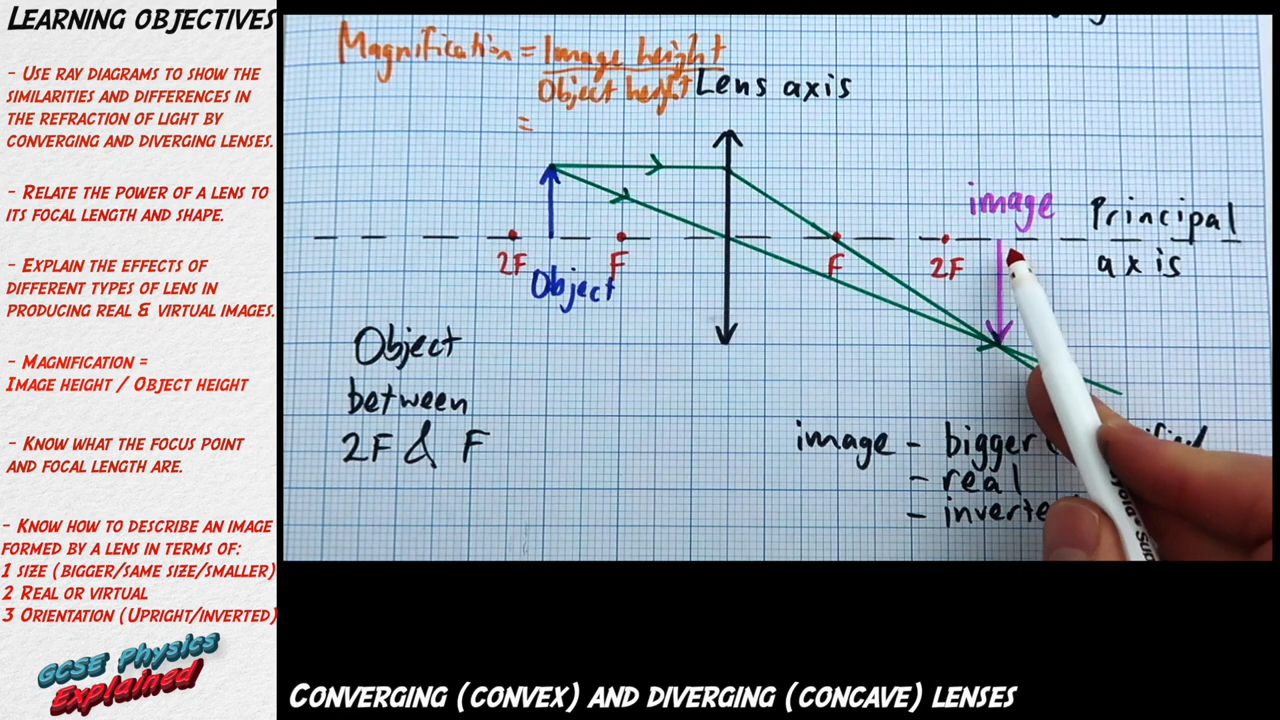 LEARNING OBJECTIVES
- USE RAY DIAGRAMS TO SHOW THE
SIMILARITIES AND DIFFERENCES IN
THE REFRACTION OF LIGHT BY
CONVERGING AND DIVERGING LENSES.
- RELATE THE POWER OF A LENS TO
ITS FOCAL LENGTH AND SHAPE.
- EXPLAIN THE EFFECTS OF
DIFFERENT TYPES OF LENS IN
PRODUCING REAL & VIRTUAL IMAGES.
- MAGNIFICATION =
IMAGE HEIGHT / OBJECT HEIGHT
- KNOW WHAT THE FOCUS POINT
AND FOCAL LENGTH ARE.
- KNOW HOW TO DESCRIBE AN IMAGE
FORMED BY A LENS IN TERMS OF:
1 SIZE (BIGGER/SAME SIZE/SMALLER)
2 REAL OR VIRTUAL
3 ORIENTATION (UPRIGHT/INVERTED)
GCSE Physics
Explained
Magnification = Image height
Object height
=
Lens axis
image
Principal
axis
2F F F 2F
Object
Object
between
2F & F
image - bigger
- real
CONVERGING (CONVEX) AND DIVERGING (CONCAVE) LENSES